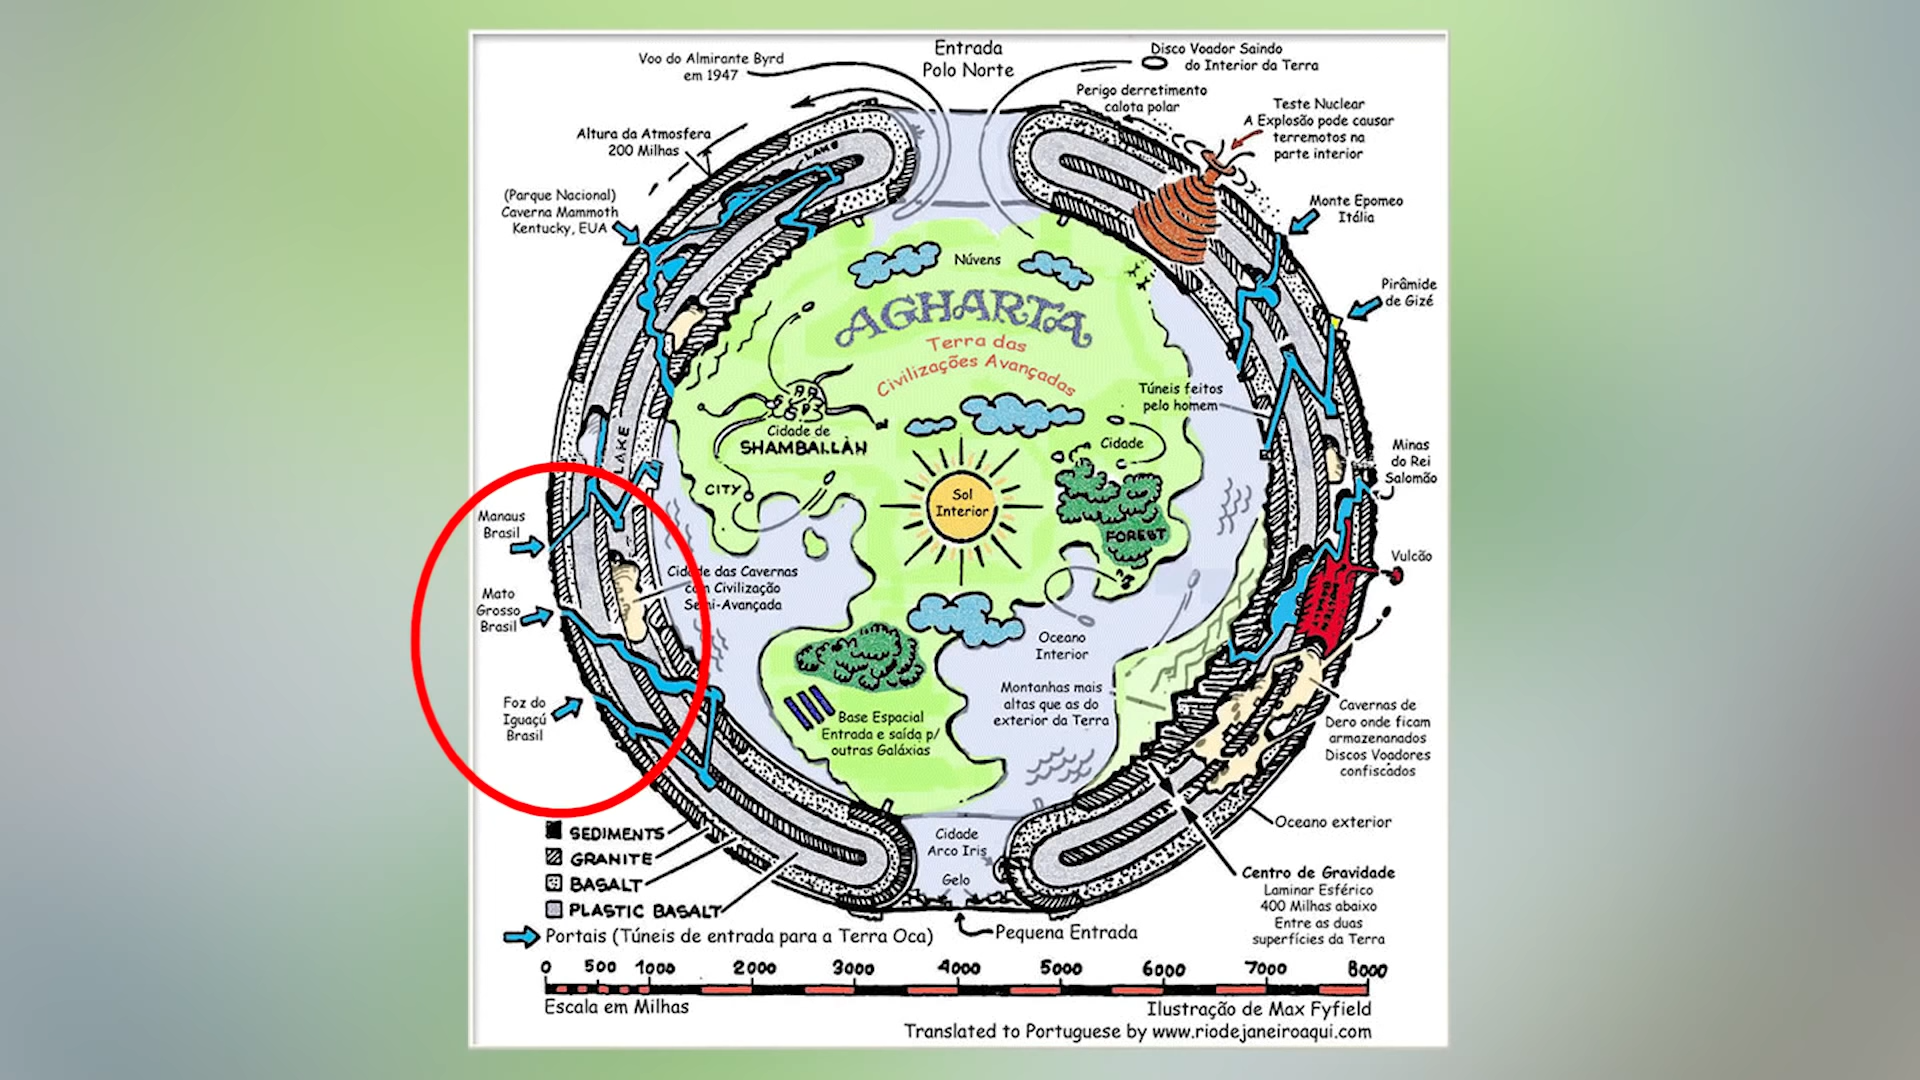 Voo do Almirante Byrd
em 1947
Entrada
Polo Norte
Disco Voador Saindo
do Interior da Terra
Perigo derretimento
calota polar
Teste Nuclear
A Explosão pode causar
terremotos na
parte interior
Altura da Atmosfera
200 Milhas
LAKE
(Parque Nacional)
Caverna Mammoth
Kentucky, EUA
Monte Epomeo
Itália
Núvens
Pirâmide
de Gizé
AGHARTA
Terra das
Civilizações Avançadas
Túneis feitos
pelo homem
Cidade de
SHAMBALLÀH
Cidade
LAKE
CITY
Sol
Interior
FOREST
Minas
do Rei
Salomão
Manaus
Brasil
Vulcão
Cidade das Cavernas
com Civilização
Semi-Avançada
Mato
Grosso
Brasil
Oceano
Interior
Montanhas mais
altas que as do
exterior da Terra
Foz do
Iguaçú
Brasil
Base Espacial
Entrada e saída p/
outras Galáxias
Cavernas de
Dero onde ficam
armazenanados
Discos Voadores
confiscados
Oceano exterior
Cidade
Arco Iris
Gelo
SEDIMENTS
GRANITE
BASALT
PLASTIC BASALT
Centro de Gravidade
Laminar Esférico
400 Milhas abaixo
Entre as duas
superfícies da Terra
Portais (Túneis de entrada para a Terra Oca)
Pequena Entrada
0 500 1000 2000 3000 4000 5000 6000 7000 8000
Escala em Milhas
Ilustração de Max Fyfield
Translated to Portuguese by www.riodejaneiroaqui.com